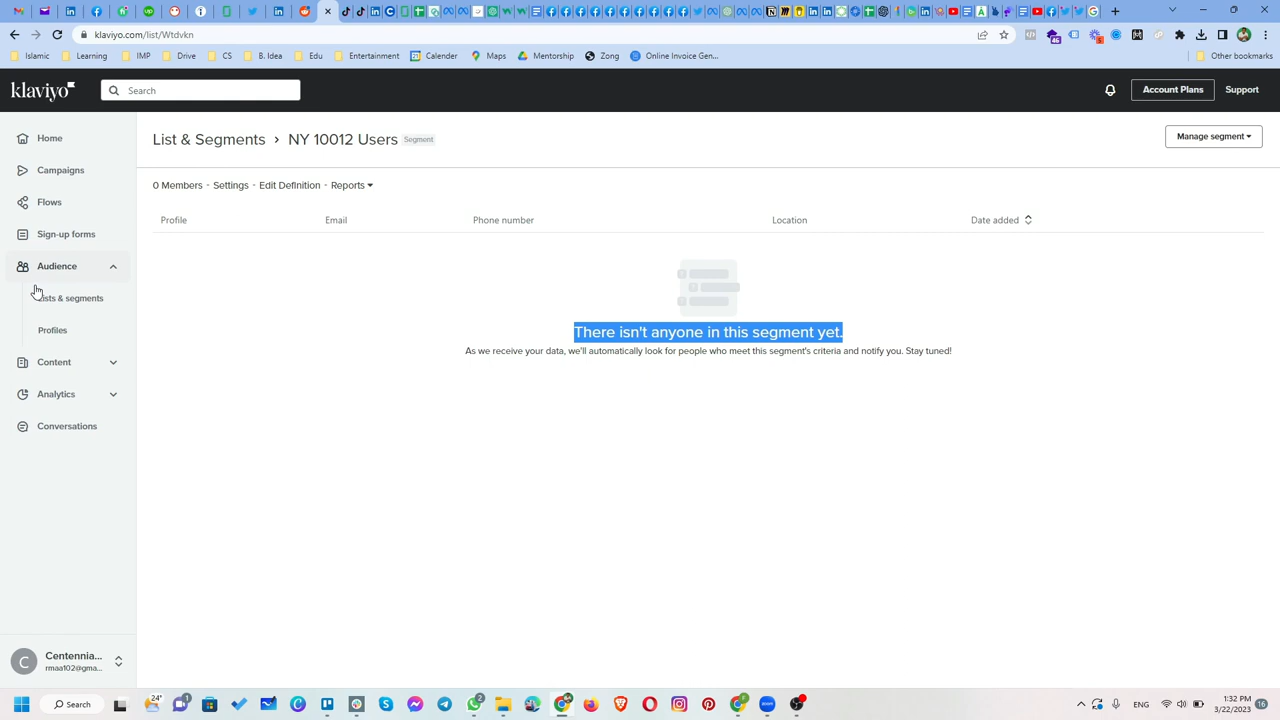 klaviyo.com/list/Wtdvkn
Islamic
Learning
IMP
Drive
CS
B. Idea
Edu
Entertainment
Calender
Maps
Mentorship
Zong
Online Invoice Gen...
Other bookmarks
klaviyo
Search
Account Plans
Support
Home
Campaigns
Flows
Sign-up forms
Audience
Lists & segments
Profiles
Content
Analytics
Conversations
List & Segments › NY 10012 Users Segment
Manage segment
0 Members - Settings - Edit Definition - Reports
Profile Email Phone number Location Date added
There isn't anyone in this segment yet.
As we receive your data, we'll automatically look for people who meet this segment's criteria and notify you. Stay tuned!
C
Centennia...
rmaa102@gma...
Search
24°
ENG
1:32 PM
3/22/2023